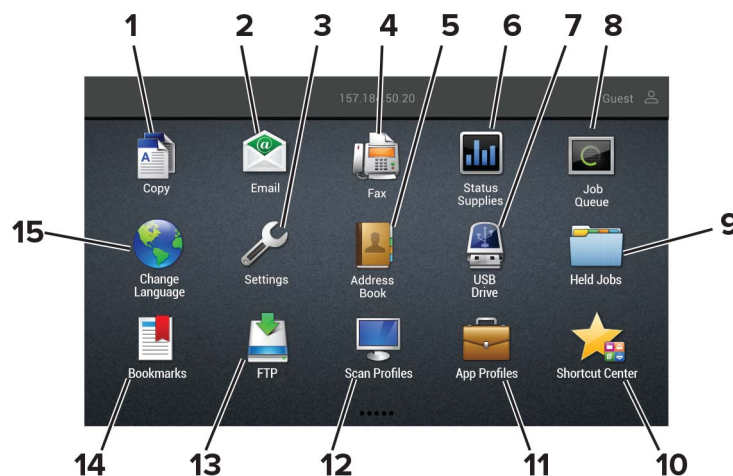 1 2 3 4 5 6 7 8
157.184.50.20 Guest
A @
Copy Email Fax Status Supplies Job Queue
15 9
Change Language Settings Address Book USB Drive Held Jobs
Bookmarks FTP Scan Profiles App Profiles Shortcut Center
14 13 12 11 10